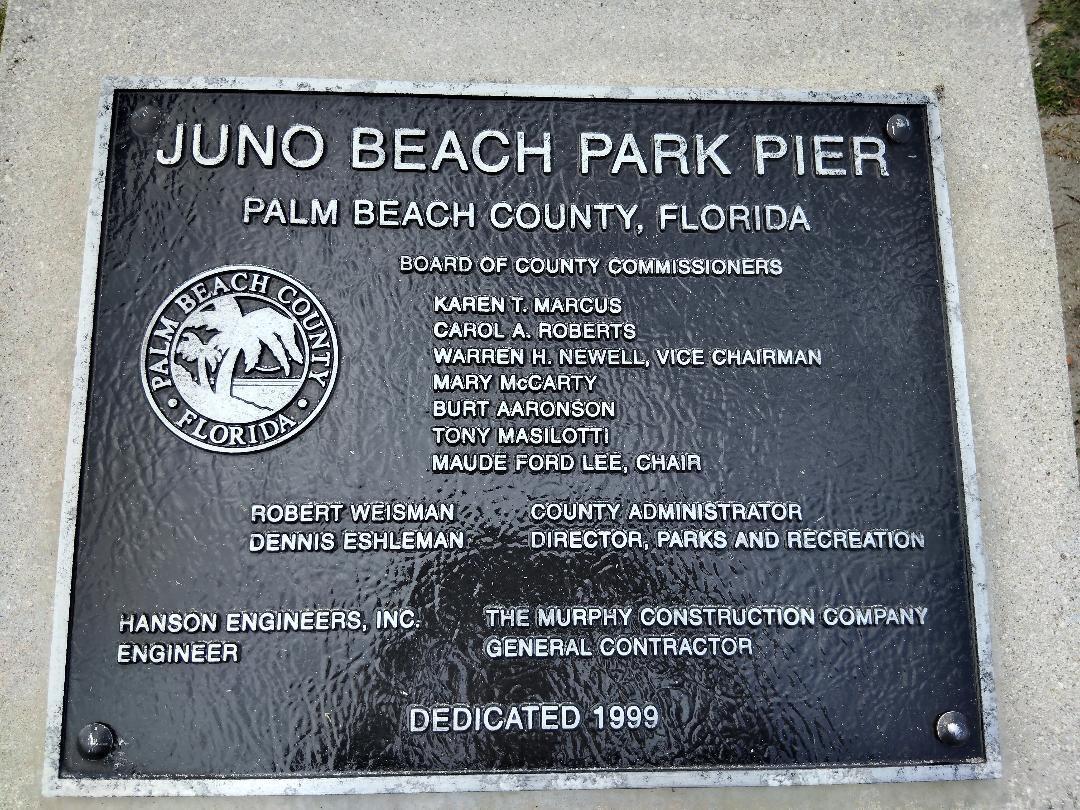 JUNO BEACH PARK PIER
PALM BEACH COUNTY, FLORIDA
BOARD OF COUNTY COMMISSIONERS
PALM BEACH COUNTY
FLORIDA
KAREN T. MARCUS
CAROL A. ROBERTS
WARREN H. NEWELL, VICE CHAIRMAN
MARY McCARTY
BURT AARONSON
TONY MASILOTTI
MAUDE FORD LEE, CHAIR
ROBERT WEISMAN COUNTY ADMINISTRATOR
DENNIS ESHLEMAN DIRECTOR, PARKS AND RECREATION
HANSON ENGINEERS, INC.
ENGINEER
THE MURPHY CONSTRUCTION COMPANY
GENERAL CONTRACTOR
DEDICATED 1999